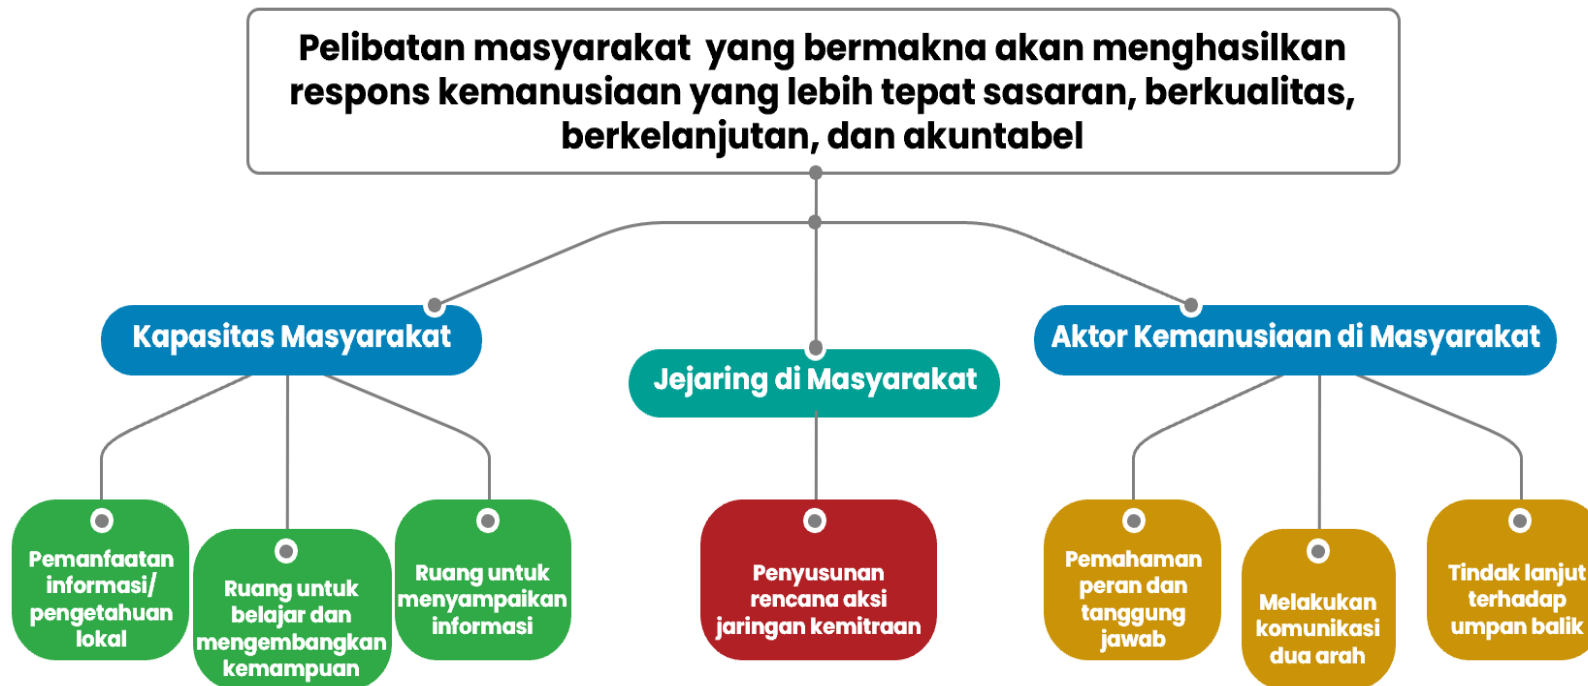 Pelibatan masyarakat yang bermakna akan menghasilkan
respons kemanusiaan yang lebih tepat sasaran, berkualitas,
berkelanjutan, dan akuntabel
Kapasitas Masyarakat
Jejaring di Masyarakat
Aktor Kemanusiaan di Masyarakat
Pemanfaatan
informasi/
pengetahuan
lokal
Ruang untuk
belajar dan
mengembangkan
kemampuan
Ruang untuk
menyampaikan
informasi
Penyusunan
rencana aksi
jaringan kemitraan
Pemahaman
peran dan
tanggung
jawab
Melakukan
komunikasi
dua arah
Tindak lanjut
terhadap
umpan balik